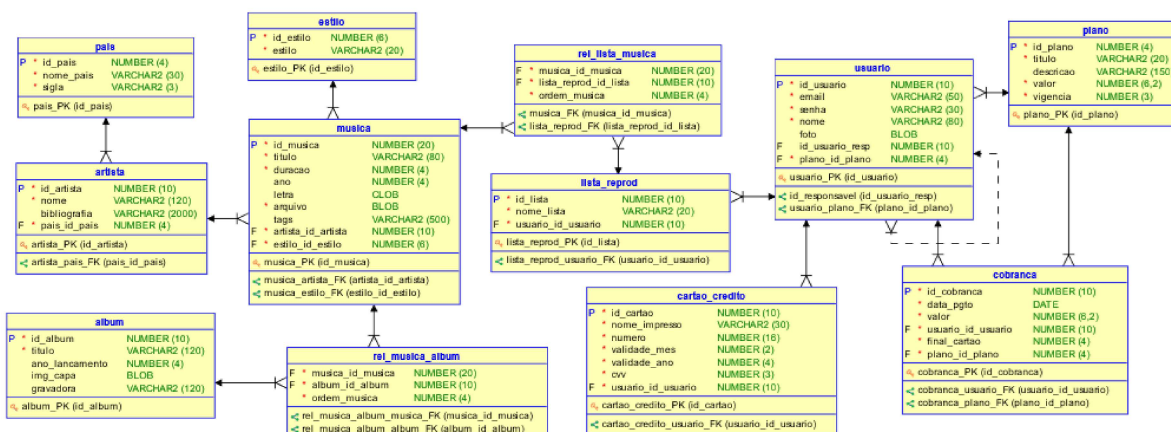 estilo
P * id_estilo NUMBER (6)
* estilo VARCHAR2 (20)
estilo_PK (id_estilo)
pais
P * id_pais NUMBER (4)
* nome_pais VARCHAR2 (30)
* sigla VARCHAR2 (3)
pais_PK (id_pais)
rel_lista_musica
F * musica_id_musica NUMBER (20)
F * lista_reprod_id_lista NUMBER (10)
* ordem_musica NUMBER (4)
musica_FK (musica_id_musica)
lista_reprod_FK (lista_reprod_id_lista)
plano
P * id_plano NUMBER (4)
* titulo VARCHAR2 (20)
descricao VARCHAR2 (150
* valor NUMBER (6,2)
* vigencia NUMBER (3)
plano_PK (id_plano)
usuario
P * id_usuario NUMBER (10)
* email VARCHAR2 (50)
* senha VARCHAR2 (30)
* nome VARCHAR2 (80)
foto BLOB
F id_usuario_resp NUMBER (10)
F * plano_id_plano NUMBER (4)
usuario_PK (id_usuario)
id_responsavel (id_usuario_resp)
usuario_plano_FK (plano_id_plano)
musica
P * id_musica NUMBER (20)
* titulo VARCHAR2 (80)
* duracao NUMBER (4)
ano NUMBER (4)
letra CLOB
* arquivo BLOB
tags VARCHAR2 (500)
F * artista_id_artista NUMBER (10)
F * estilo_id_estilo NUMBER (6)
musica_PK (id_musica)
musica_artista_FK (artista_id_artista)
musica_estilo_FK (estilo_id_estilo)
artista
P * id_artista NUMBER (10)
* nome VARCHAR2 (120)
bibliografia VARCHAR2 (2000)
F * pais_id_pais NUMBER (4)
artista_PK (id_artista)
artista_pais_FK (pais_id_pais)
lista_reprod
P * id_lista NUMBER (10)
* nome_lista VARCHAR2 (20)
F * usuario_id_usuario NUMBER (10)
lista_reprod_PK (id_lista)
lista_reprod_usuario_FK (usuario_id_usuario)
cobranca
P * id_cobranca NUMBER (10)
* data_pgto DATE
* valor NUMBER (6,2)
F * usuario_id_usuario NUMBER (10)
* final_cartao NUMBER (4)
F * plano_id_plano NUMBER (4)
cobranca_PK (id_cobranca)
cobranca_usuario_FK (usuario_id_usuario)
cobranca_plano_FK (plano_id_plano)
cartao_credito
P * id_cartao NUMBER (10)
* nome_impresso VARCHAR2 (30)
* numero NUMBER (16)
* validade_mes NUMBER (2)
* validade_ano NUMBER (4)
* cvv NUMBER (3)
F * usuario_id_usuario NUMBER (10)
cartao_credito_PK (id_cartao)
cartao_credito_usuario_FK (usuario_id_usuario)
album
P * id_album NUMBER (10)
* titulo VARCHAR2 (120)
ano_lancamento NUMBER (4)
img_capa BLOB
gravadora VARCHAR2 (120)
album_PK (id_album)
rel_musica_album
F * musica_id_musica NUMBER (20)
F * album_id_album NUMBER (10)
* ordem_musica NUMBER (4)
rel_musica_album_musica_FK (musica_id_musica)
rel_musica_album_album_FK (album_id_album)